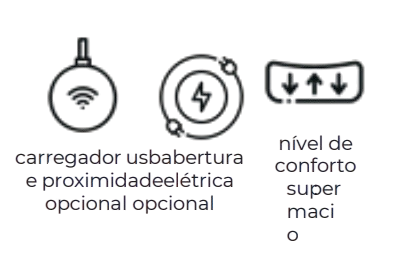 carregador usbabertura
e proximidadeelétrica
opcional opcional
nível de
conforto
super
maci
o